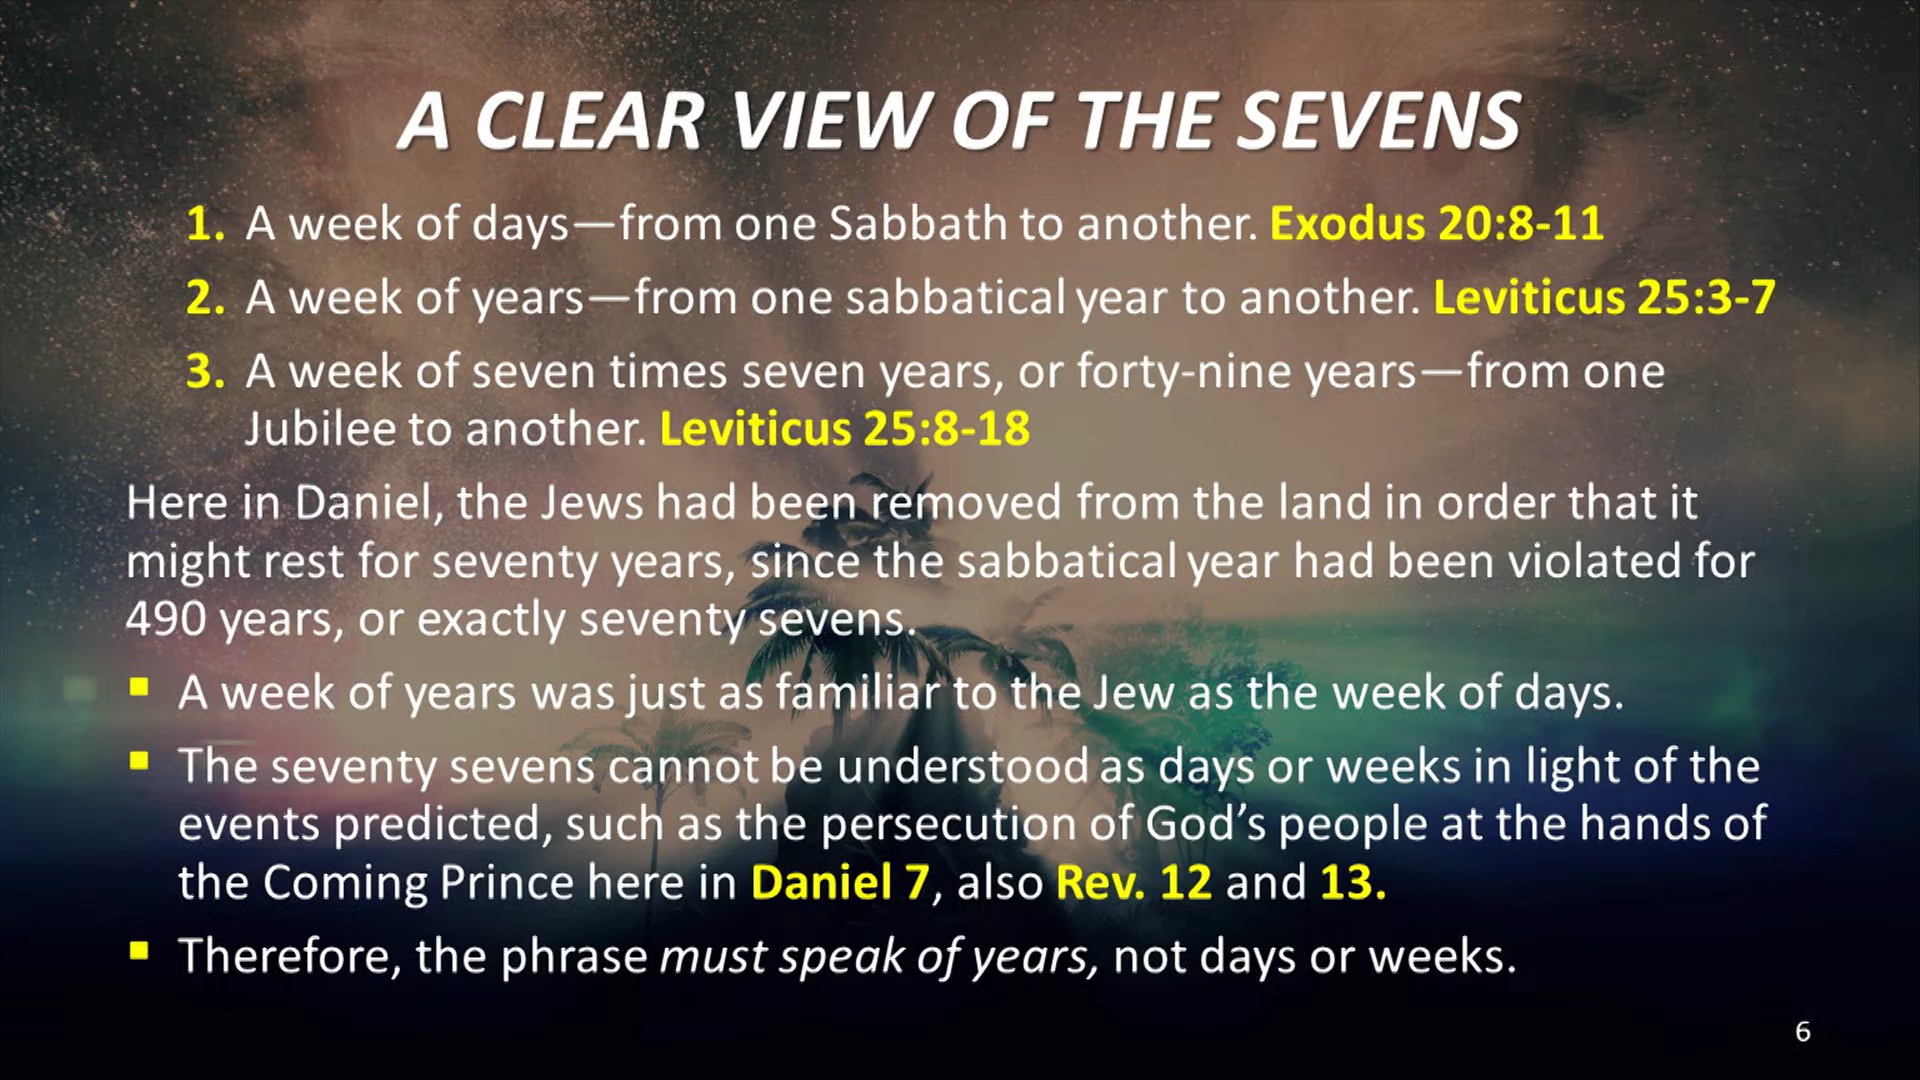 A CLEAR VIEW OF THE SEVENS
1. A week of days—from one Sabbath to another. Exodus 20:8-11
2. A week of years—from one sabbatical year to another. Leviticus 25:3-7
3. A week of seven times seven years, or forty-nine years—from one
Jubilee to another. Leviticus 25:8-18
Here in Daniel, the Jews had been removed from the land in order that it
might rest for seventy years, since the sabbatical year had been violated for
490 years, or exactly seventy sevens.
▪ A week of years was just as familiar to the Jew as the week of days.
▪ The seventy sevens cannot be understood as days or weeks in light of the
events predicted, such as the persecution of God’s people at the hands of
the Coming Prince here in Daniel 7, also Rev. 12 and 13.
▪ Therefore, the phrase must speak of years, not days or weeks.
6